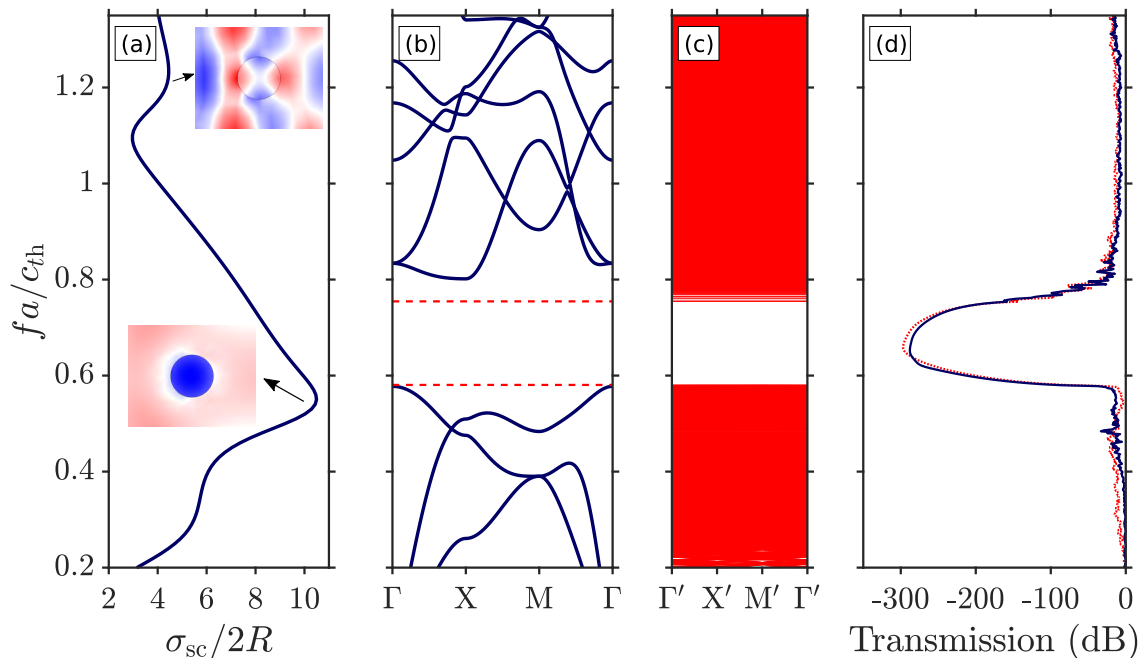 (a)
(b)
(c)
(d)
fa/c_th
1.2
1
0.8
0.6
0.4
0.2
2 4 6 8 10
Γ X M Γ
Γ′ X′ M′ Γ′
-300 -100 0
σ_sc/2R
Transmission (dB)